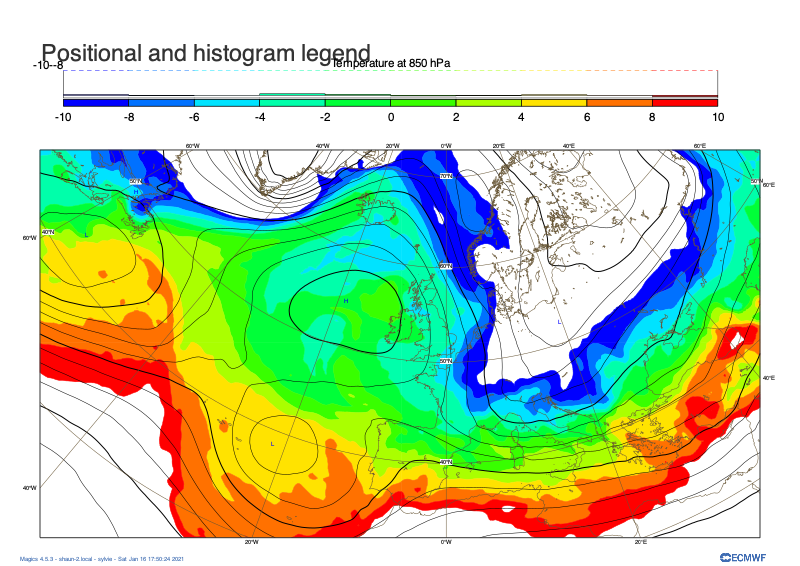 Positional and histogram legend
-10--8
Temperature at 850 hPa
-10 -8 -6 -4 -2 0 2 4 6 8 10
60°W 40°W 20°E 40°E 60°E
0°W
70°N
50°N
50°N
60°E
H
40°N
L
60°W
60°N
H
L
50°N
40°E
L
40°N
40°W
20°W 0°W 20°E
Magics 4.5.3 - shaun-2.local - sylvie - Sat Jan 16 17:50:24 2021
ECMWF